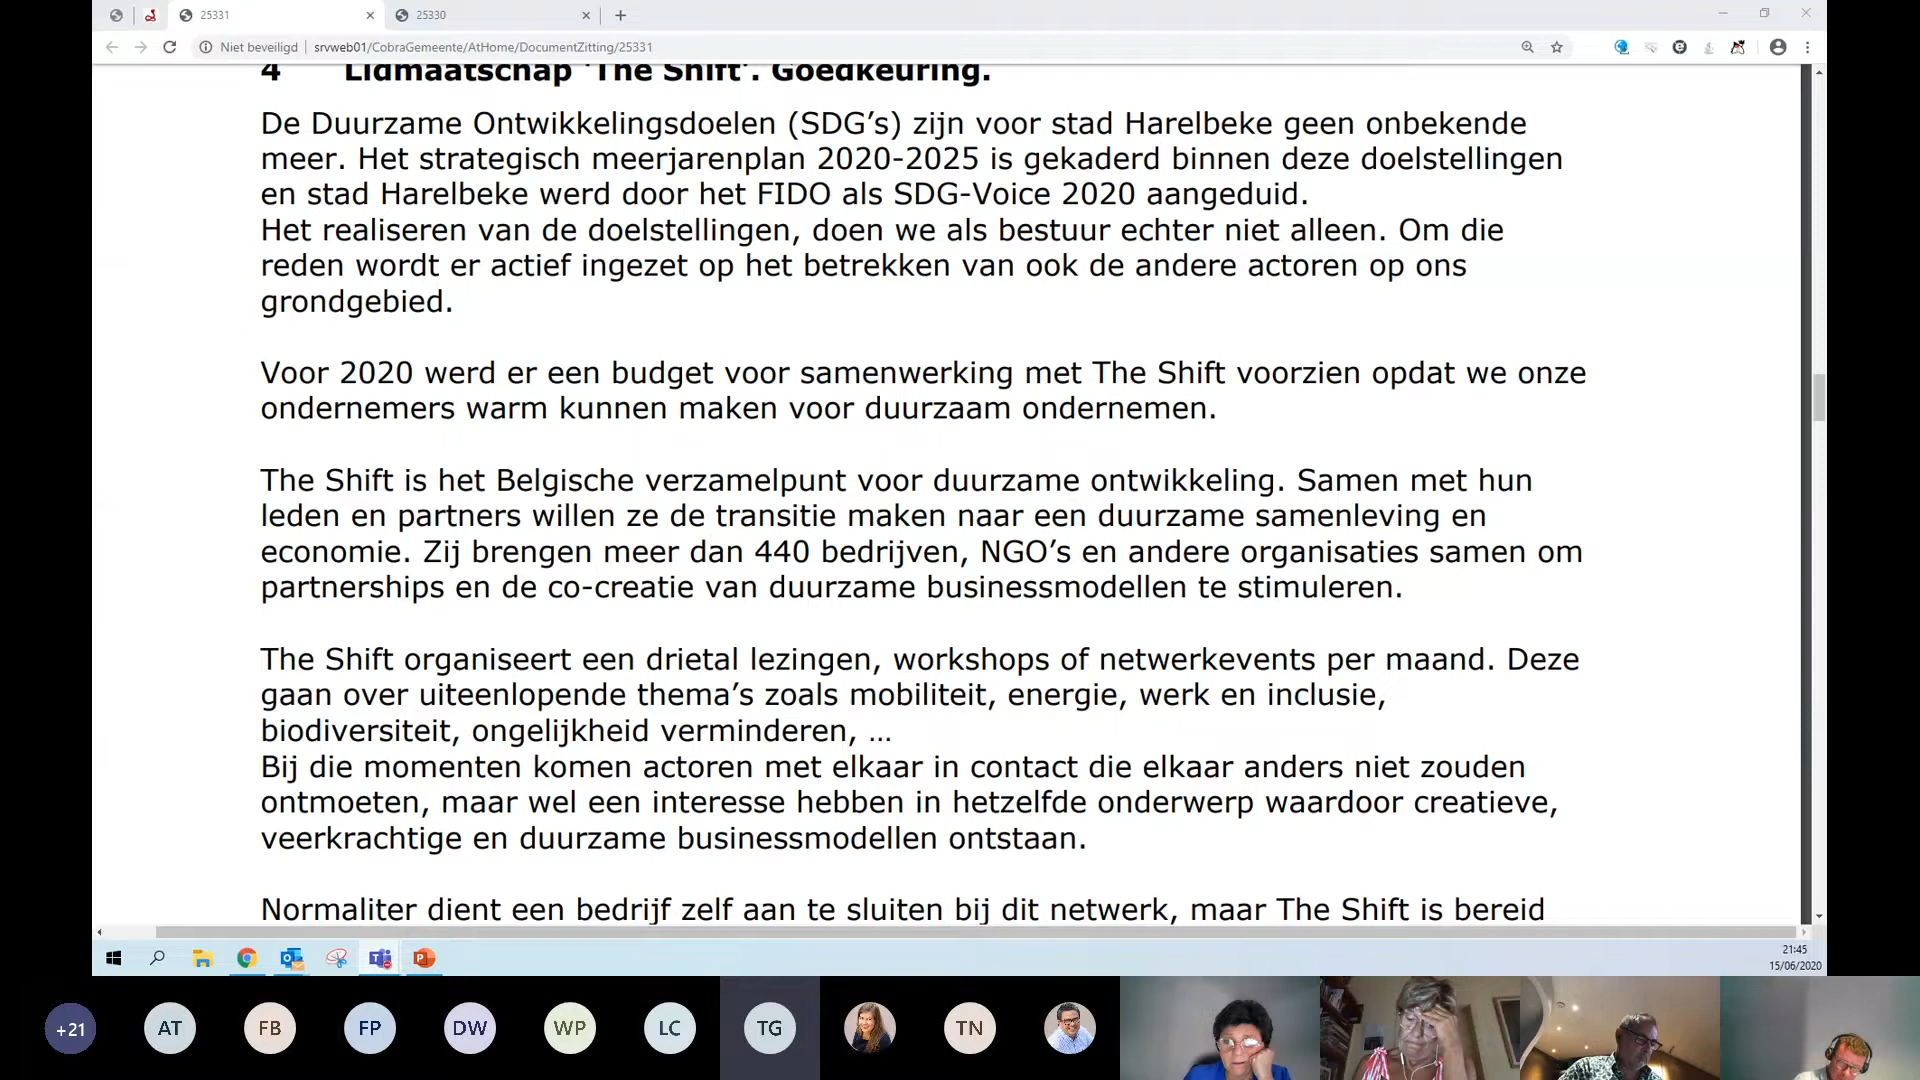 25331
25330
Niet beveiligd
srvweb01/CobraGemeente/AtHome/DocumentZitting/25331
4 Lidmaatschap 'The Shift'. Goedkeuring.
De Duurzame Ontwikkelingsdoelen (SDG’s) zijn voor stad Harelbeke geen onbekende
meer. Het strategisch meerjarenplan 2020-2025 is gekaderd binnen deze doelstellingen
en stad Harelbeke werd door het FIDO als SDG-Voice 2020 aangeduid.
Het realiseren van de doelstellingen, doen we als bestuur echter niet alleen. Om die
reden wordt er actief ingezet op het betrekken van ook de andere actoren op ons
grondgebied.
Voor 2020 werd er een budget voor samenwerking met The Shift voorzien opdat we onze
ondernemers warm kunnen maken voor duurzaam ondernemen.
The Shift is het Belgische verzamelpunt voor duurzame ontwikkeling. Samen met hun
leden en partners willen ze de transitie maken naar een duurzame samenleving en
economie. Zij brengen meer dan 440 bedrijven, NGO’s en andere organisaties samen om
partnerships en de co-creatie van duurzame businessmodellen te stimuleren.
The Shift organiseert een drietal lezingen, workshops of netwerkevents per maand. Deze
gaan over uiteenlopende thema’s zoals mobiliteit, energie, werk en inclusie,
biodiversiteit, ongelijkheid verminderen, …
Bij die momenten komen actoren met elkaar in contact die elkaar anders niet zouden
ontmoeten, maar wel een interesse hebben in hetzelfde onderwerp waardoor creatieve,
veerkrachtige en duurzame businessmodellen ontstaan.
Normaliter dient een bedrijf zelf aan te sluiten bij dit netwerk, maar The Shift is bereid
21:45
15/06/2020
+21
AT
FB
FP
DW
WP
LC
TG
TN